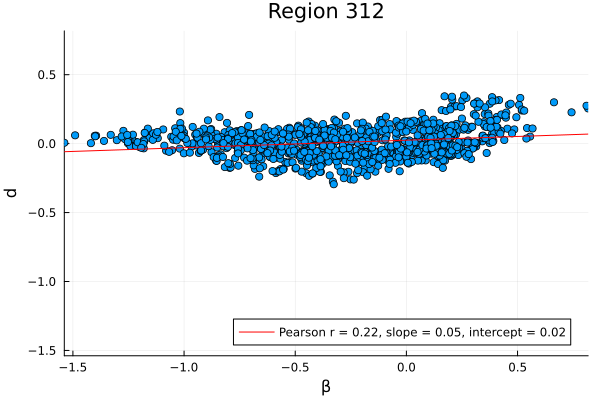 Region 312
0.5
0.0
−0.5
−1.0
−1.5
d
Pearson r = 0.22, slope = 0.05, intercept = 0.02
−1.5 −1.0 −0.5 0.0 0.5
β